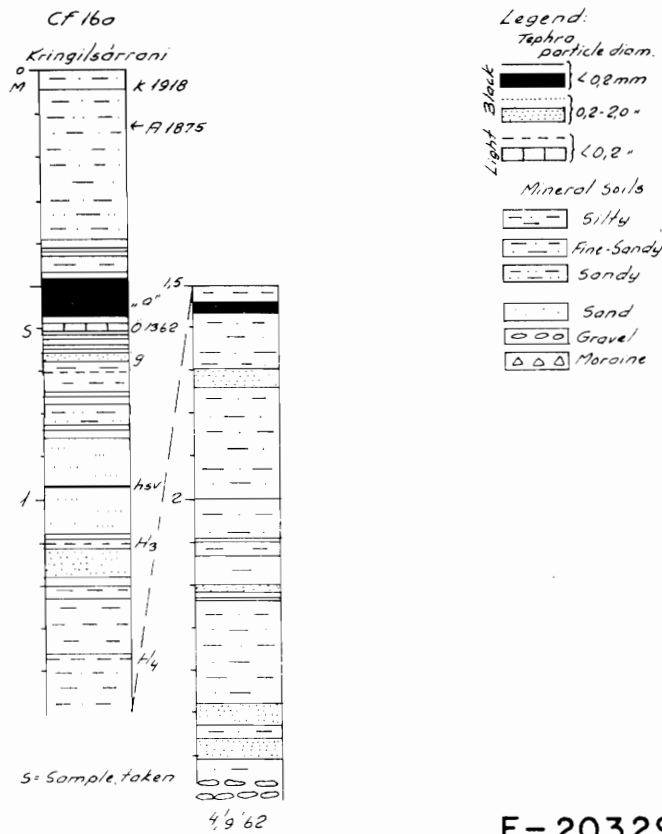 Cf 16a
Kringilsárrani
0
M
K 1918
← A 1875
„a"
S
Ö 1362
g
hsv
1
H3
H4
S = Sample taken
1,5
2
4/9 '62
Legend:
Tephra
particle diam.
Black
<0,2mm
0,2-2,0 "
Light
<0,2 "
Mineral Soils
Silty
Fine-Sandy
Sandy
Sand
Gravel
Moraine
F-20329